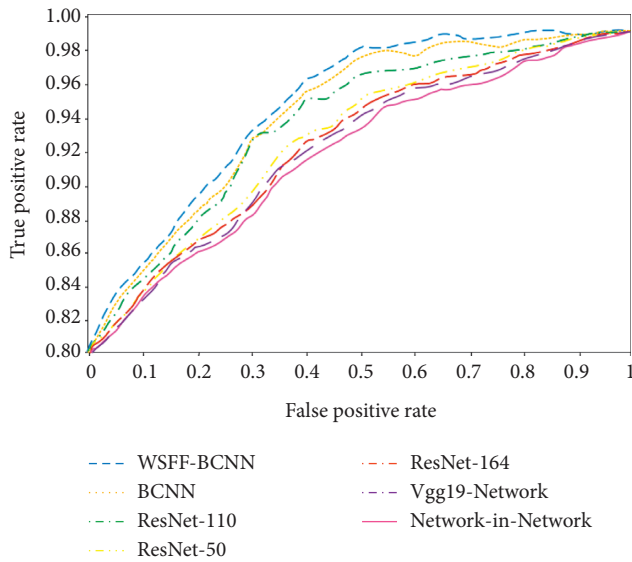 1.00
0.98
0.96
0.94
0.92
0.90
0.88
0.86
0.84
0.82
0.80
True positive rate
0 0.1 0.2 0.3 0.4 0.5 0.6 0.7 0.8 0.9 1
False positive rate
WSFF-BCNN
BCNN
ResNet-110
ResNet-50
ResNet-164
Vgg19-Network
Network-in-Network